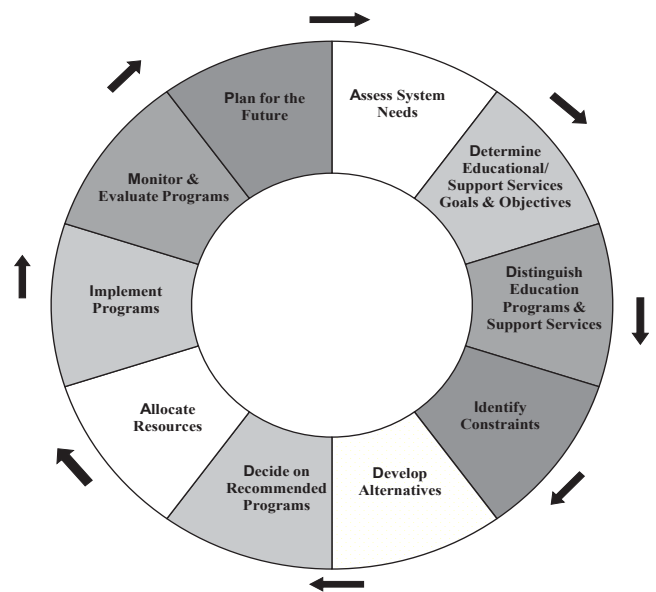 Assess System
Needs
Determine
Educational/
Support Services
Goals & Objectives
Distinguish
Education
Programs &
Support Services
Identify
Constraints
Develop
Alternatives
Decide on
Recommended
Programs
Allocate
Resources
Implement
Programs
Monitor &
Evaluate Programs
Plan for the
Future